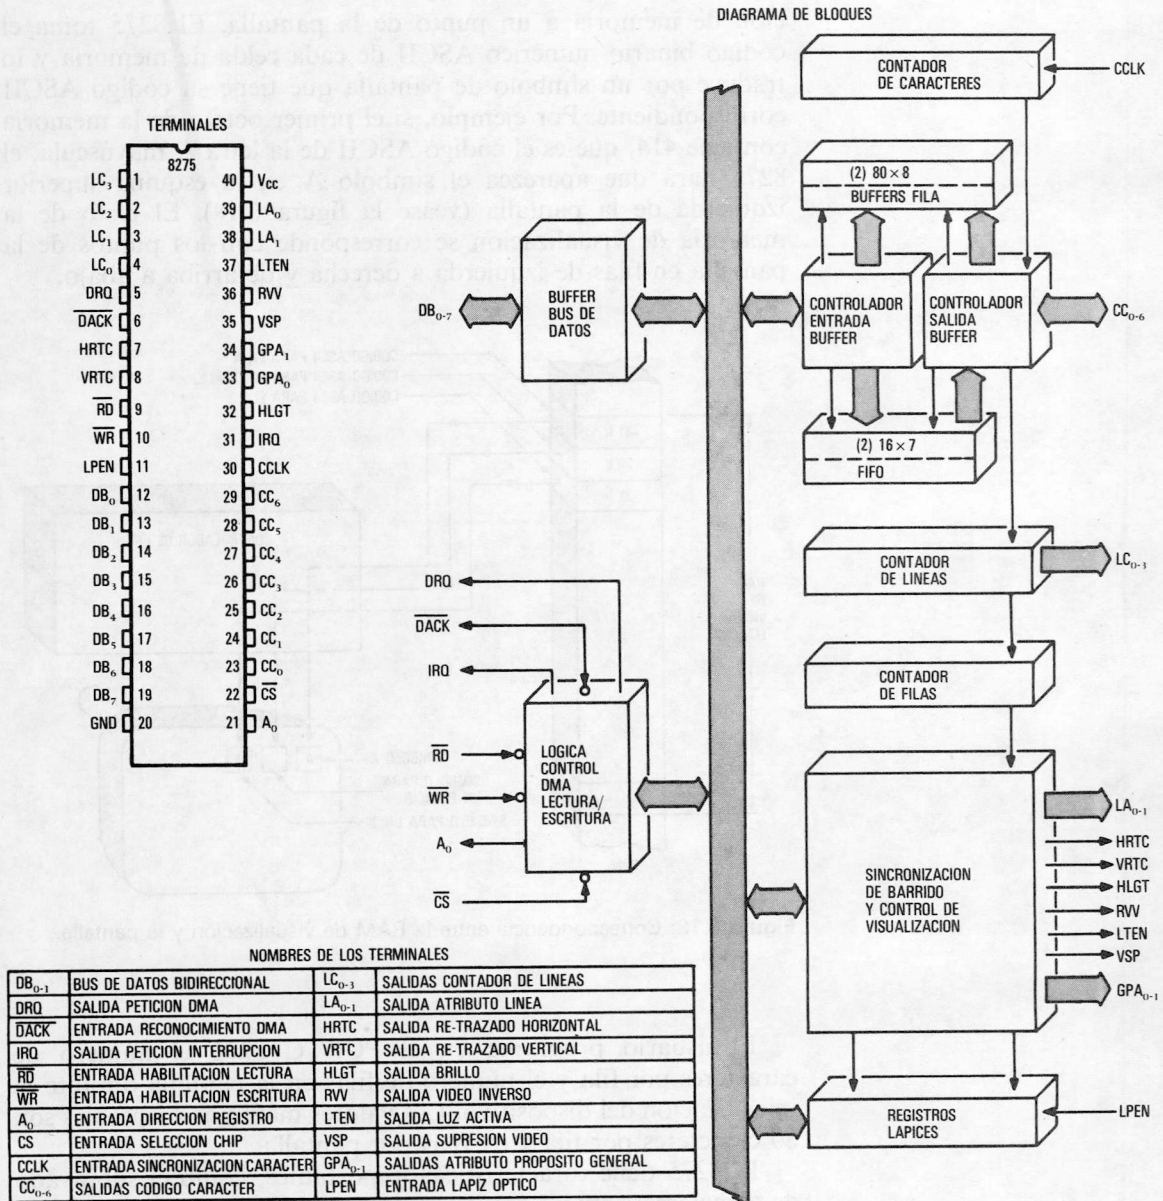 DIAGRAMA DE BLOQUES
TERMINALES
8275
LC3 1
LC2 2
LC1 3
LC0 4
DRQ 5
DACK 6
HRTC 7
VRTC 8
RD 9
WR 10
LPEN 11
DB0 12
DB1 13
DB2 14
DB3 15
DB4 16
DB5 17
DB6 18
DB7 19
GND 20
40 VCC
39 LA0
38 LA1
37 LTEN
36 RVV
35 VSP
34 GPA1
33 GPA0
32 HLGT
31 IRQ
30 CCLK
29 CC6
28 CC5
27 CC4
26 CC3
25 CC2
24 CC1
23 CC0
22 CS
21 A0
CONTADOR
DE CARACTERES
CCLK
(2) 80×8
BUFFERS FILA
DB0-7
BUFFER
BUS DE
DATOS
CONTROLADOR
ENTRADA
BUFFER
CONTROLADOR
SALIDA
BUFFER
CC0-6
(2) 16×7
FIFO
CONTADOR
DE LINEAS
LC0-3
CONTADOR
DE FILAS
DRQ
DACK
IRQ
RD
WR
A0
CS
LOGICA
CONTROL
DMA
LECTURA/
ESCRITURA
SINCRONIZACION
DE BARRIDO
Y CONTROL DE
VISUALIZACION
LA0-1
HRTC
VRTC
HLGT
RVV
LTEN
VSP
GPA0-1
REGISTROS
LAPICES
LPEN
NOMBRES DE LOS TERMINALES
DB0-1 BUS DE DATOS BIDIRECCIONAL LC0-3 SALIDAS CONTADOR DE LINEAS
DRQ SALIDA PETICION DMA LA0-1 SALIDA ATRIBUTO LINEA
DACK ENTRADA RECONOCIMIENTO DMA HRTC SALIDA RE-TRAZADO HORIZONTAL
IRQ SALIDA PETICION INTERRUPCION VRTC SALIDA RE-TRAZADO VERTICAL
RD ENTRADA HABILITACION LECTURA HLGT SALIDA BRILLO
WR ENTRADA HABILITACION ESCRITURA RVV SALIDA VIDEO INVERSO
A0 ENTRADA DIRECCION REGISTRO LTEN SALIDA LUZ ACTIVA
CS ENTRADA SELECCION CHIP VSP SALIDA SUPRESION VIDEO
CCLK ENTRADA SINCRONIZACION CARACTER GPA0-1 SALIDAS ATRIBUTO PROPOSITO GENERAL
CC0-6 SALIDAS CODIGO CARACTER LPEN ENTRADA LAPIZ OPTICO